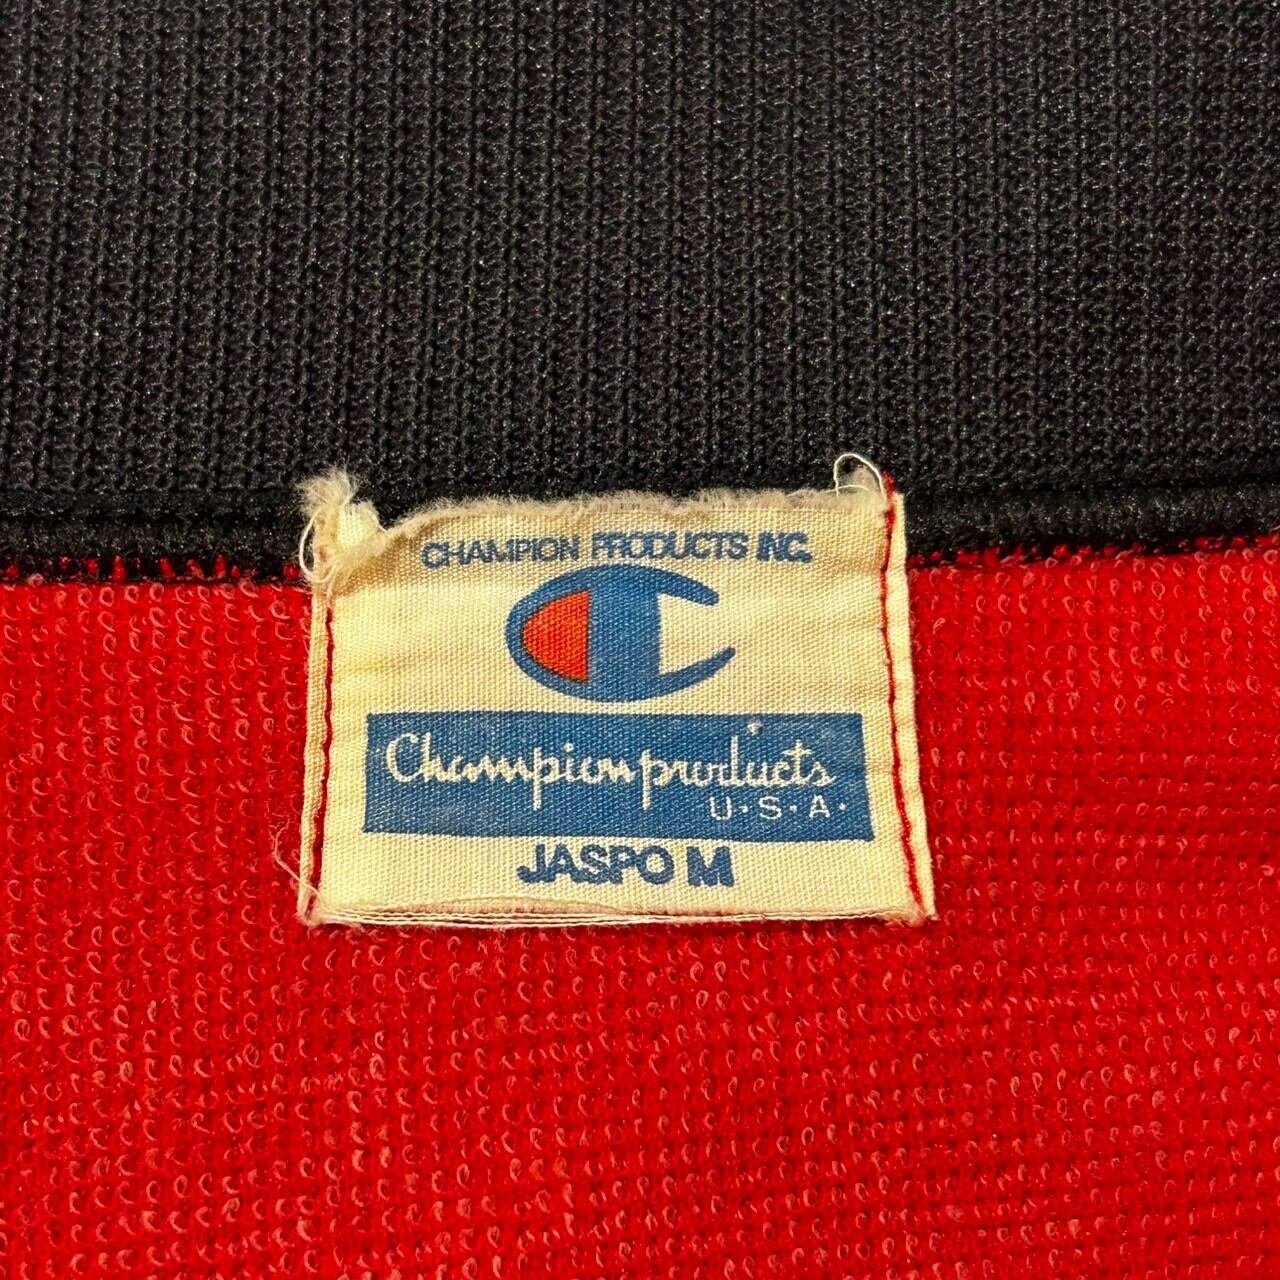 CHAMPION PRODUCTS INC.
Champion products
U.S.A.
JASPO M